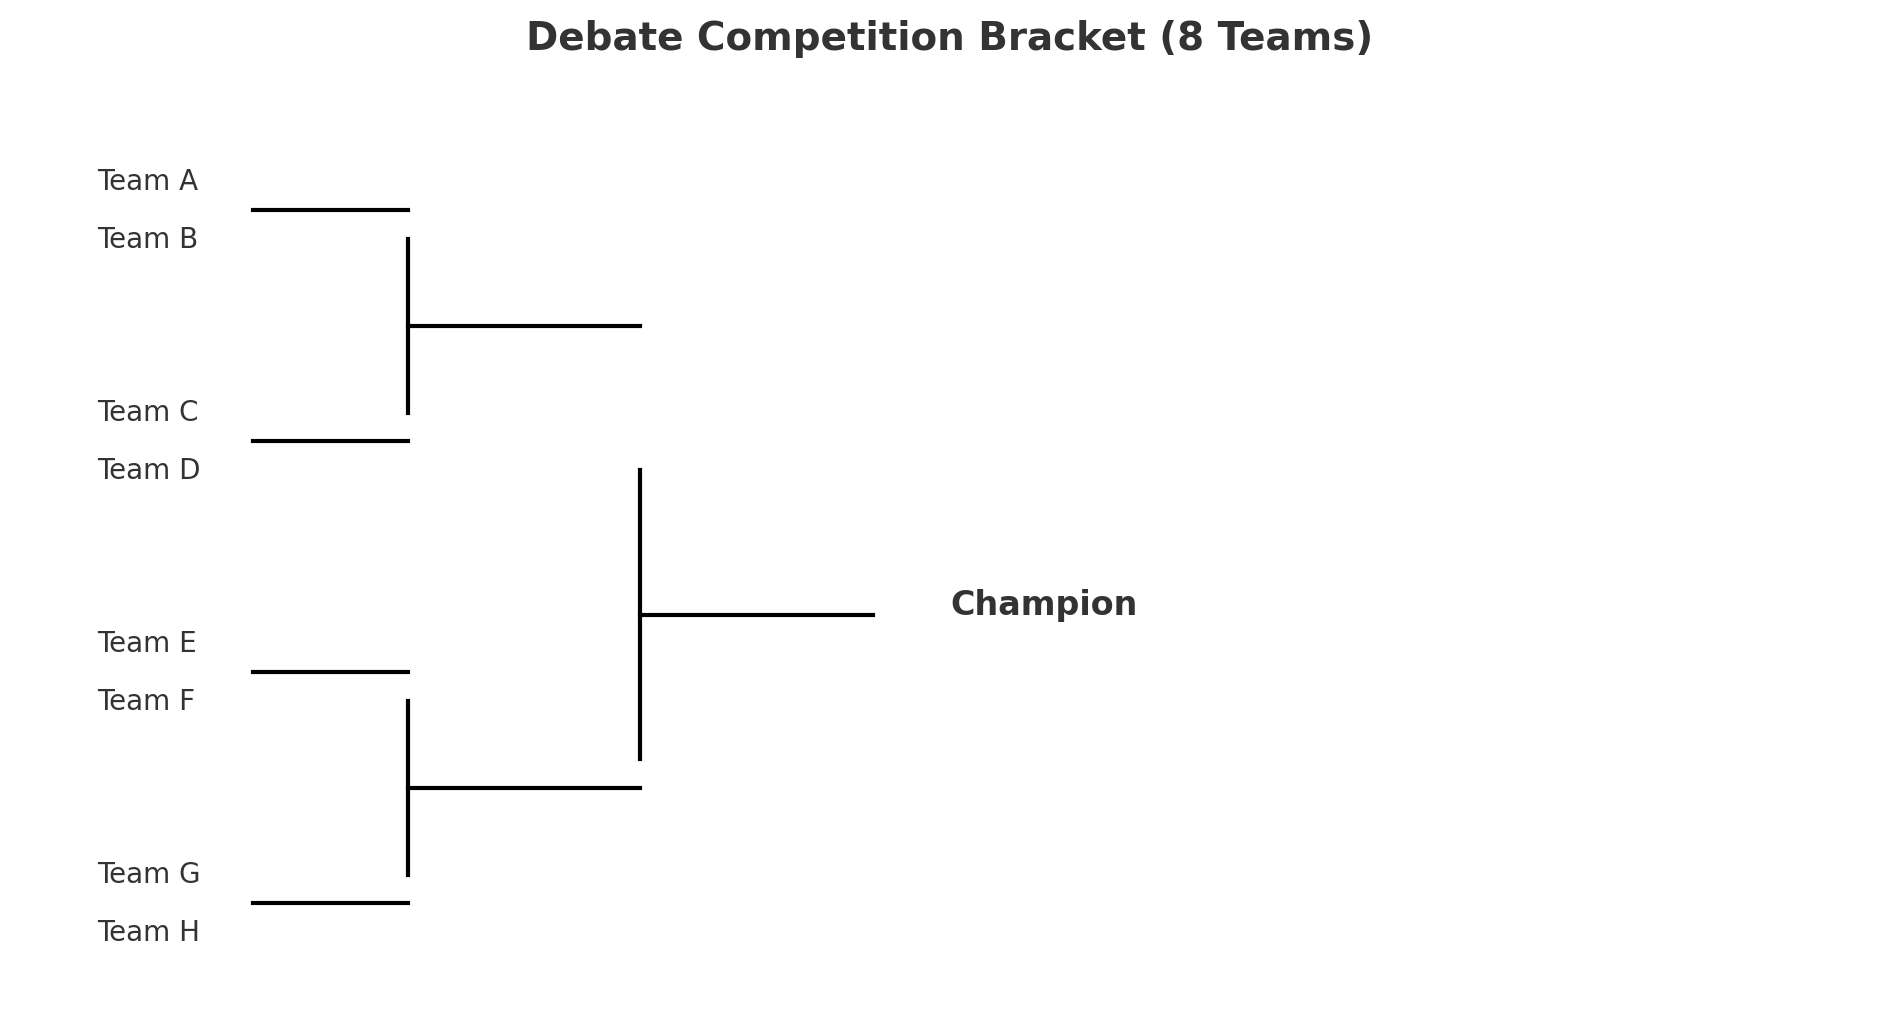 Debate Competition Bracket (8 Teams)
Team A
Team B
Team C
Team D
Champion
Team E
Team F
Team G
Team H